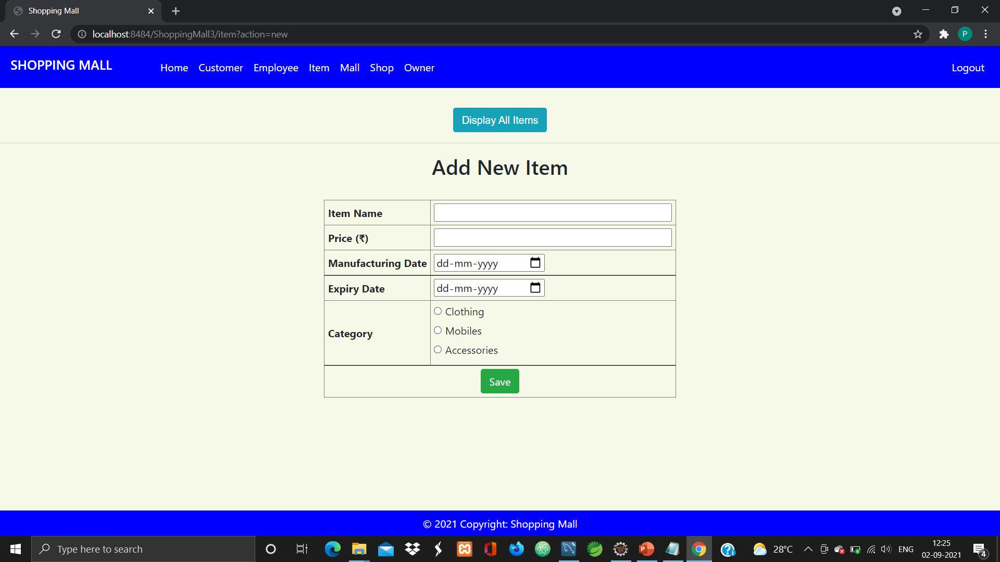 Shopping Mall
localhost:8484/ShoppingMall3/item?action=new
P
SHOPPING MALL Home Customer Employee Item Mall Shop Owner Logout
Display All Items
Add New Item
Item Name
Price (₹)
Manufacturing Date dd-mm-yyyy
Expiry Date dd-mm-yyyy
Category
Clothing
Mobiles
Accessories
Save
© 2021 Copyright: Shopping Mall
Type here to search
28°C ENG
12:25
02-09-2021
4